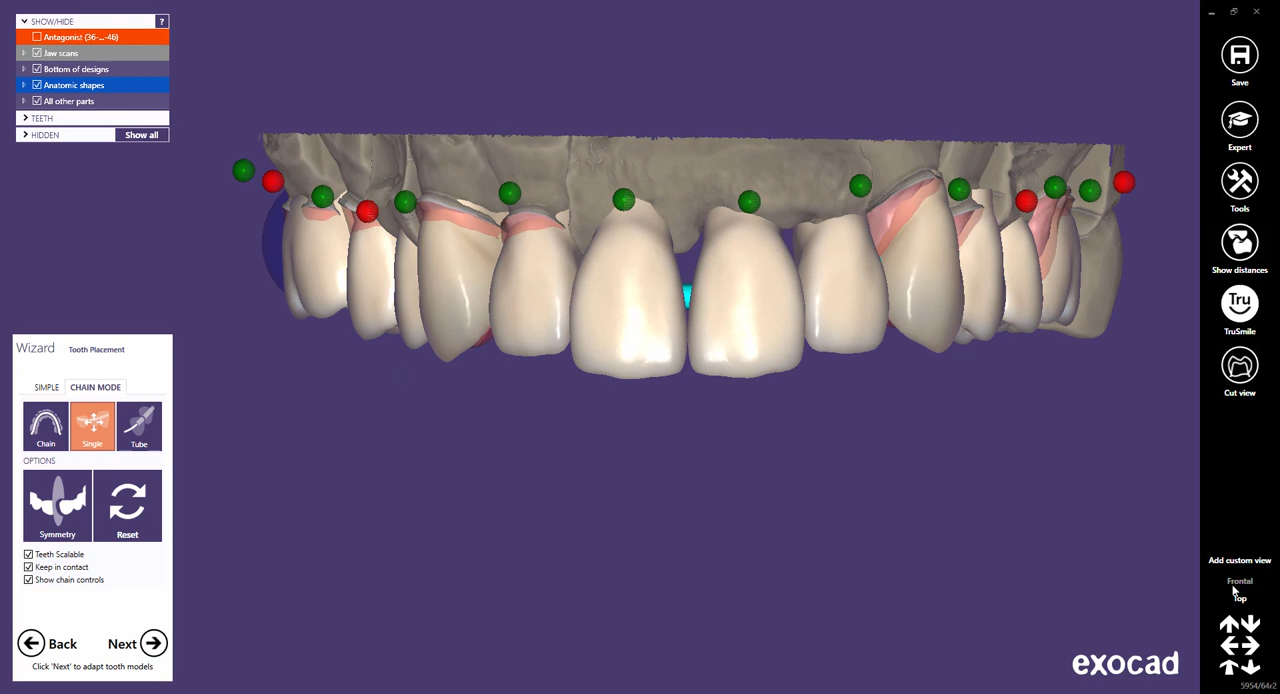 SHOW/HIDE ?
Antagonist (36-...-46)
Jaw scans
Bottom of designs
Anatomic shapes
All other parts
TEETH
HIDDEN Show all
Wizard Tooth Placement
SIMPLE CHAIN MODE
Chain Single Tube
OPTIONS
Symmetry Reset
Teeth Scalable
Keep in contact
Show chain controls
Back Next
Click 'Next' to adapt tooth models
Save
Expert
Tools
Show distances
Tru
TruSmile
Cut view
Add custom view
Frontal
Top
exocad
5954/64r2